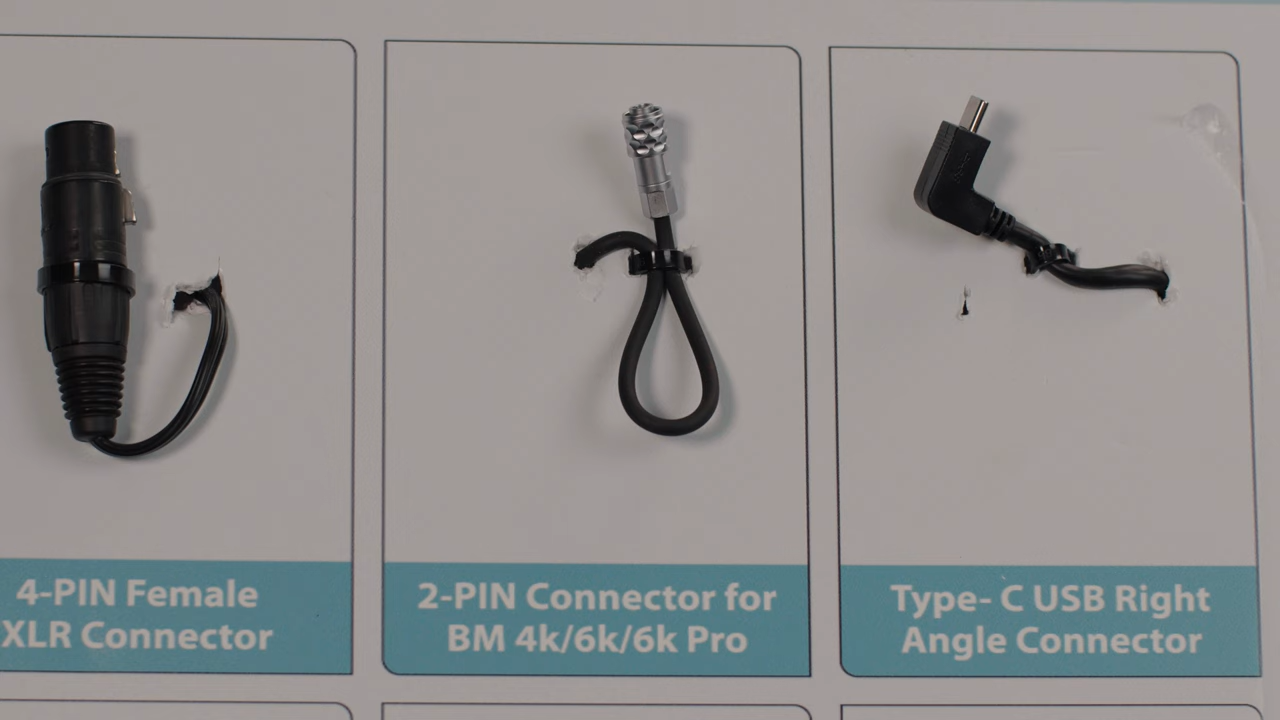 4-PIN Female
XLR Connector
2-PIN Connector for
BM 4k/6k/6k Pro
Type- C USB Right
Angle Connector